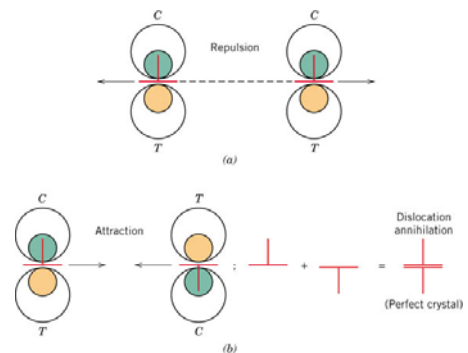 C
C
Repulsion
T
T
(a)
C
T
Dislocation
annihilation
Attraction
; + =
T
C
(Perfect crystal)
(b)